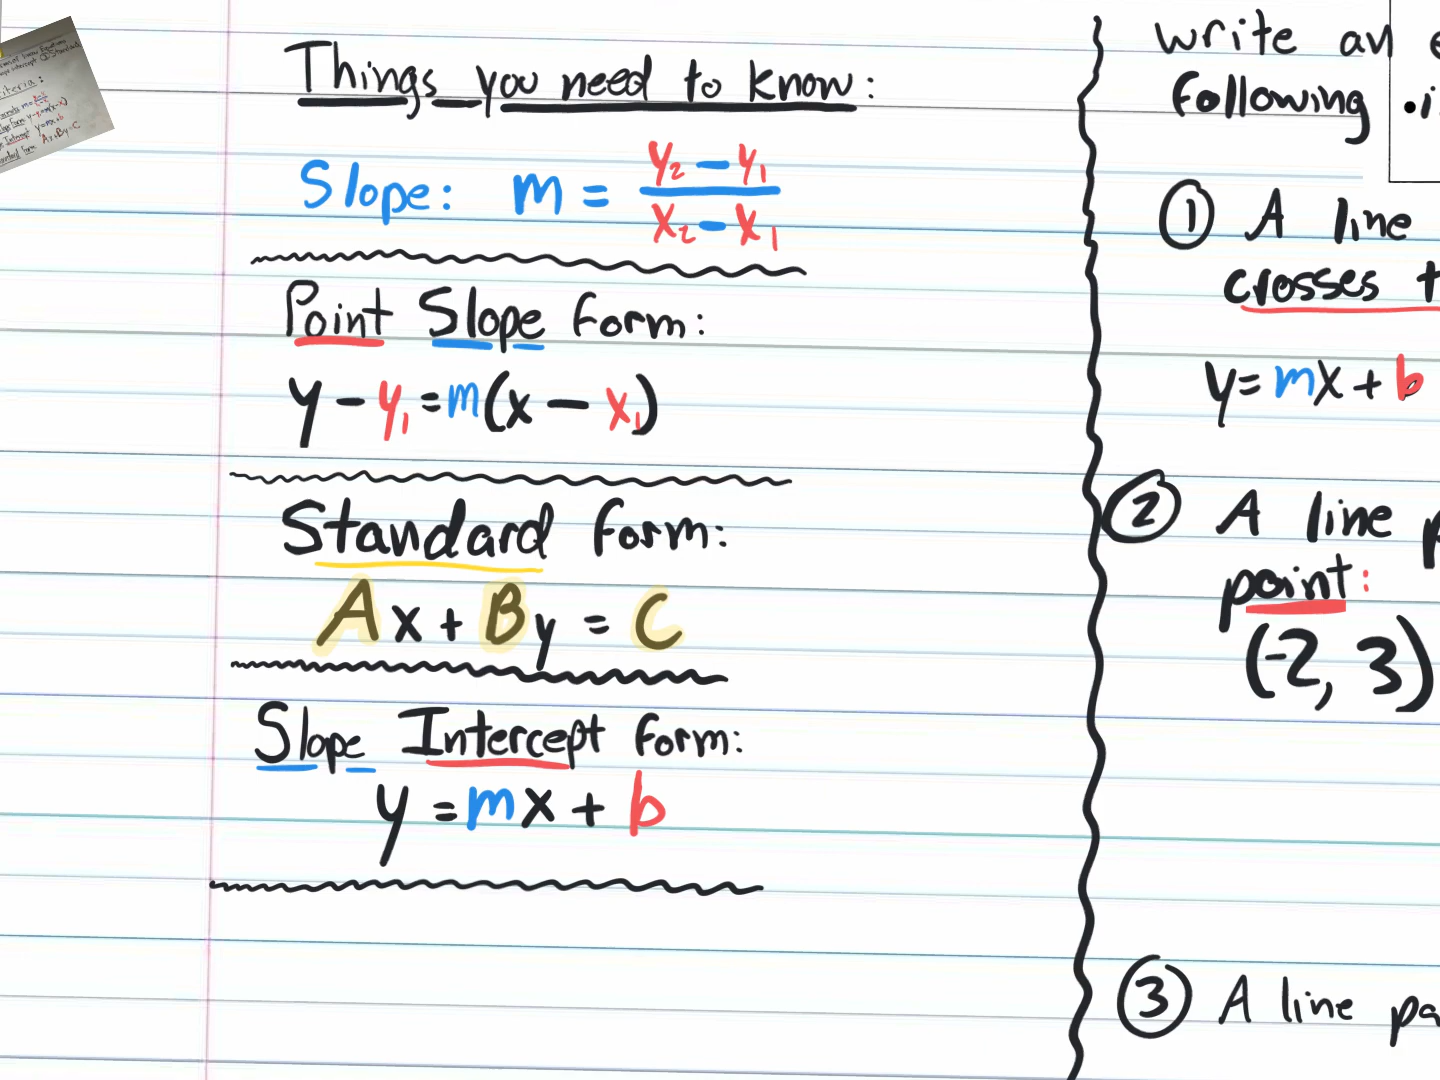 Things you need to know:
Slope: m = y₂ − y₁ / x₂ − x₁
Point Slope form:
y − y₁ = m(x − x₁)
Standard form:
Ax + By = C
Slope Intercept form:
y = mx + b
write an
following
① A line
crosses
y = mx + b
② A line
point:
(-2, 3)
③ A line